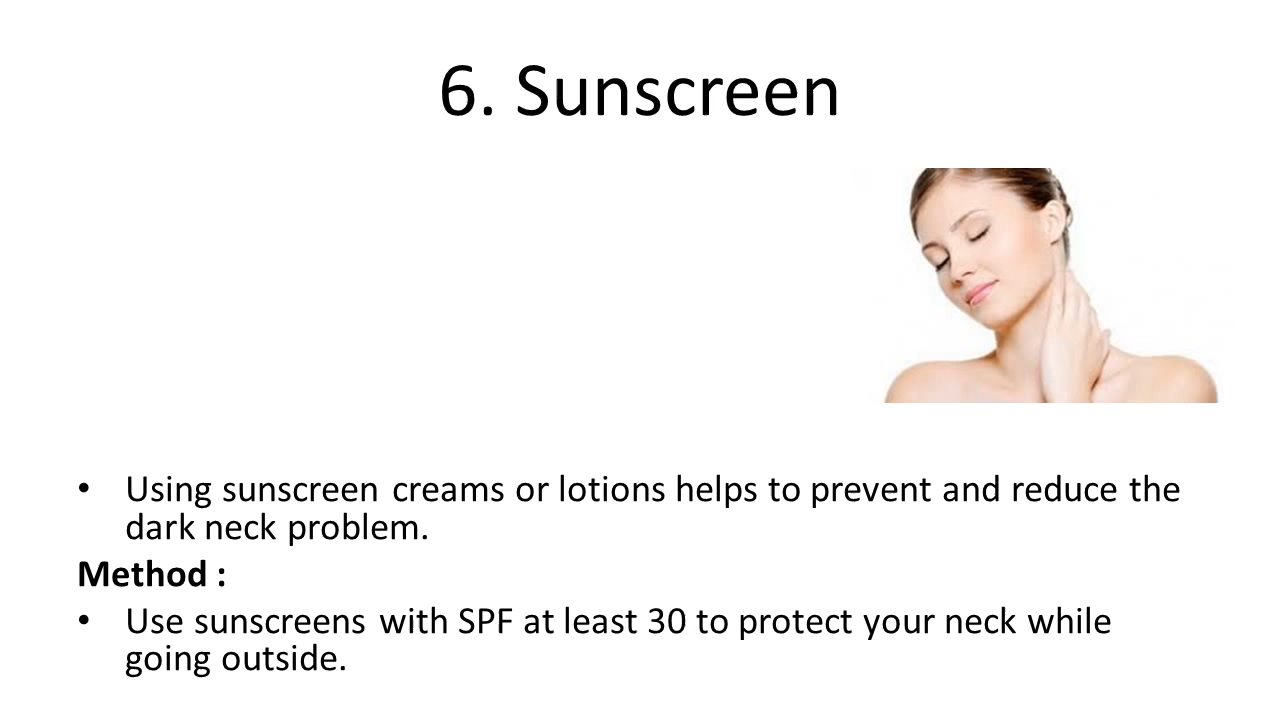 6. Sunscreen
• Using sunscreen creams or lotions helps to prevent and reduce the
dark neck problem.
Method :
• Use sunscreens with SPF at least 30 to protect your neck while
going outside.